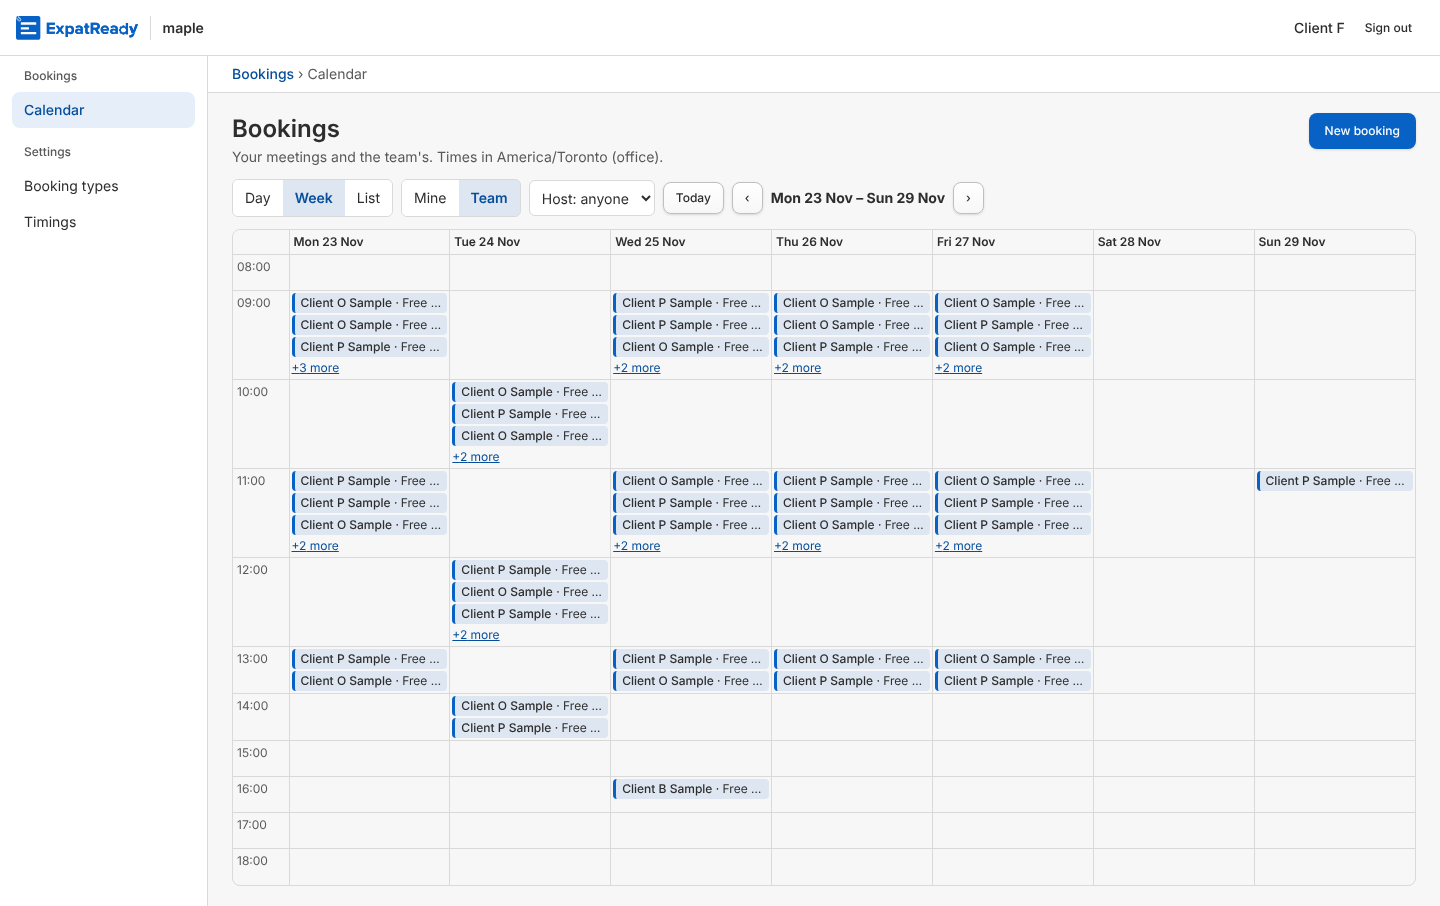 ExpatReady maple Client F Sign out
Bookings
Calendar
Settings
Booking types
Timings
Bookings › Calendar
Bookings
New booking
Your meetings and the team's. Times in America/Toronto (office).
Day Week List Mine Team Host: anyone Today ‹ Mon 23 Nov – Sun 29 Nov ›
Mon 23 Nov Tue 24 Nov Wed 25 Nov Thu 26 Nov Fri 27 Nov Sat 28 Nov Sun 29 Nov
08:00
09:00 Client O Sample · Free ... Client P Sample · Free ... Client O Sample · Free ... Client O Sample · Free ...
Client O Sample · Free ... Client P Sample · Free ... Client O Sample · Free ... Client P Sample · Free ...
Client P Sample · Free ... Client O Sample · Free ... Client P Sample · Free ... Client O Sample · Free ...
+3 more +2 more +2 more +2 more
10:00 Client O Sample · Free ...
Client P Sample · Free ...
Client O Sample · Free ...
+2 more
11:00 Client P Sample · Free ... Client O Sample · Free ... Client P Sample · Free ... Client O Sample · Free ... Client P Sample · Free ...
Client P Sample · Free ... Client P Sample · Free ... Client P Sample · Free ... Client P Sample · Free ...
Client O Sample · Free ... Client P Sample · Free ... Client O Sample · Free ... Client P Sample · Free ...
+2 more +2 more +2 more +2 more
12:00 Client P Sample · Free ...
Client O Sample · Free ...
Client P Sample · Free ...
+2 more
13:00 Client P Sample · Free ... Client P Sample · Free ... Client O Sample · Free ... Client O Sample · Free ...
Client O Sample · Free ... Client O Sample · Free ... Client P Sample · Free ... Client P Sample · Free ...
14:00 Client O Sample · Free ...
Client P Sample · Free ...
15:00
16:00 Client B Sample · Free ...
17:00
18:00